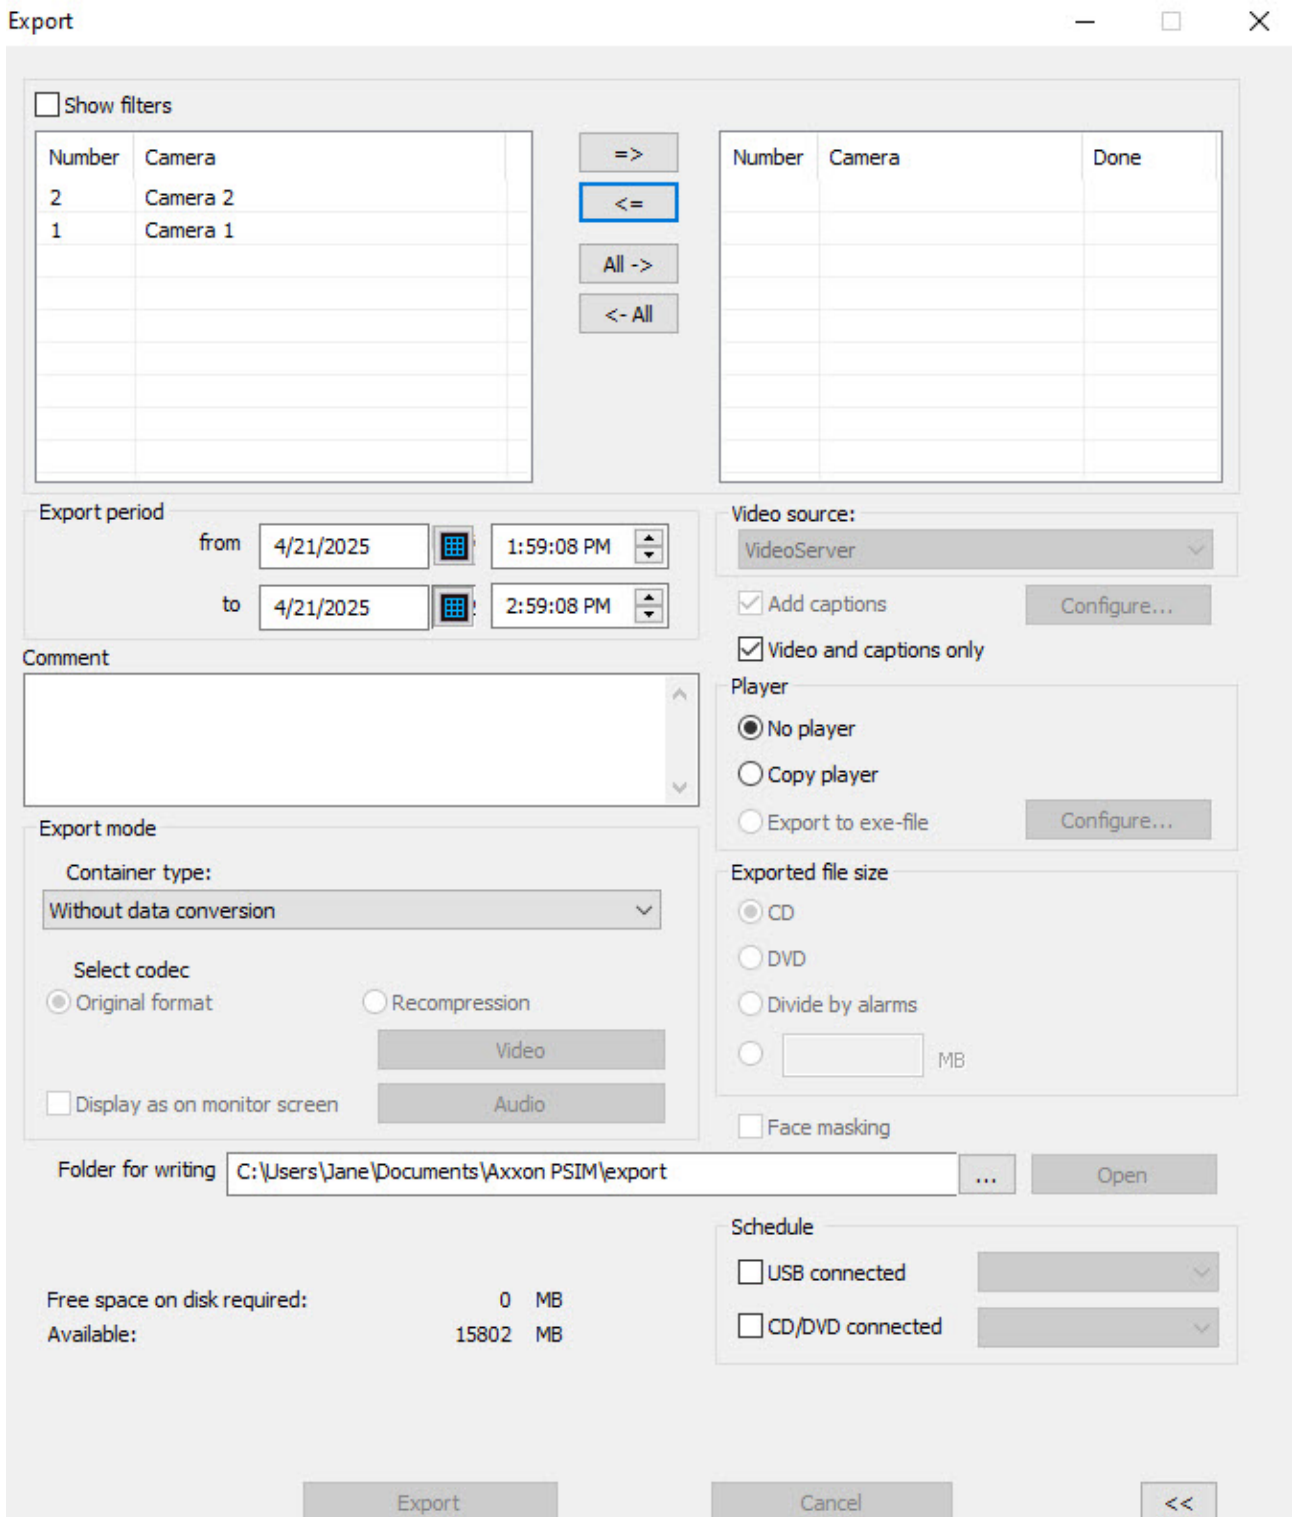 Export
Show filters
Number Camera
2 Camera 2
1 Camera 1
=>
<=
All ->
<- All
Number Camera Done
Export period
from 4/21/2025 1:59:08 PM
to 4/21/2025 2:59:08 PM
Comment
Export mode
Container type:
Without data conversion
Select codec
Original format Recompression
Video
Display as on monitor screen Audio
Video source:
VideoServer
Add captions Configure...
Video and captions only
Player
No player
Copy player
Export to exe-file Configure...
Exported file size
CD
DVD
Divide by alarms
MB
Face masking
Folder for writing C:\Users\Jane\Documents\Axxon PSIM\export ... Open
Free space on disk required: 0 MB
Available: 15802 MB
Schedule
USB connected
CD/DVD connected
Export Cancel <<